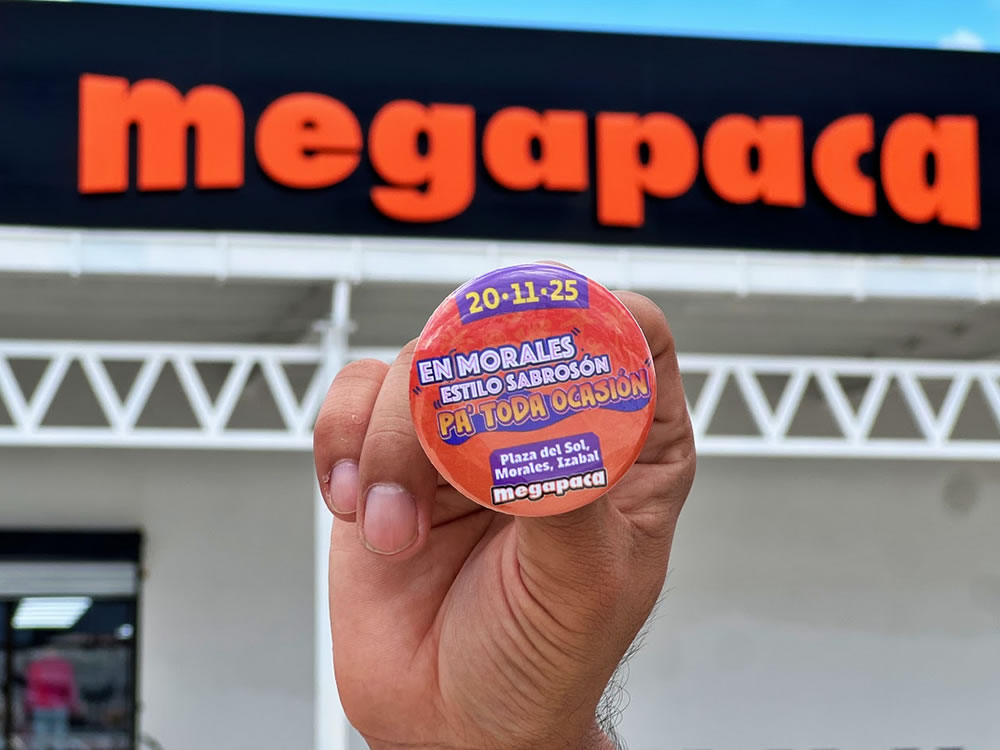 megapaca
20·11·25
"EN MORALES"
"ESTILO SABROSÓN
PA' TODA OCASIÓN"
Plaza del Sol,
Morales, Izabal
megapaca